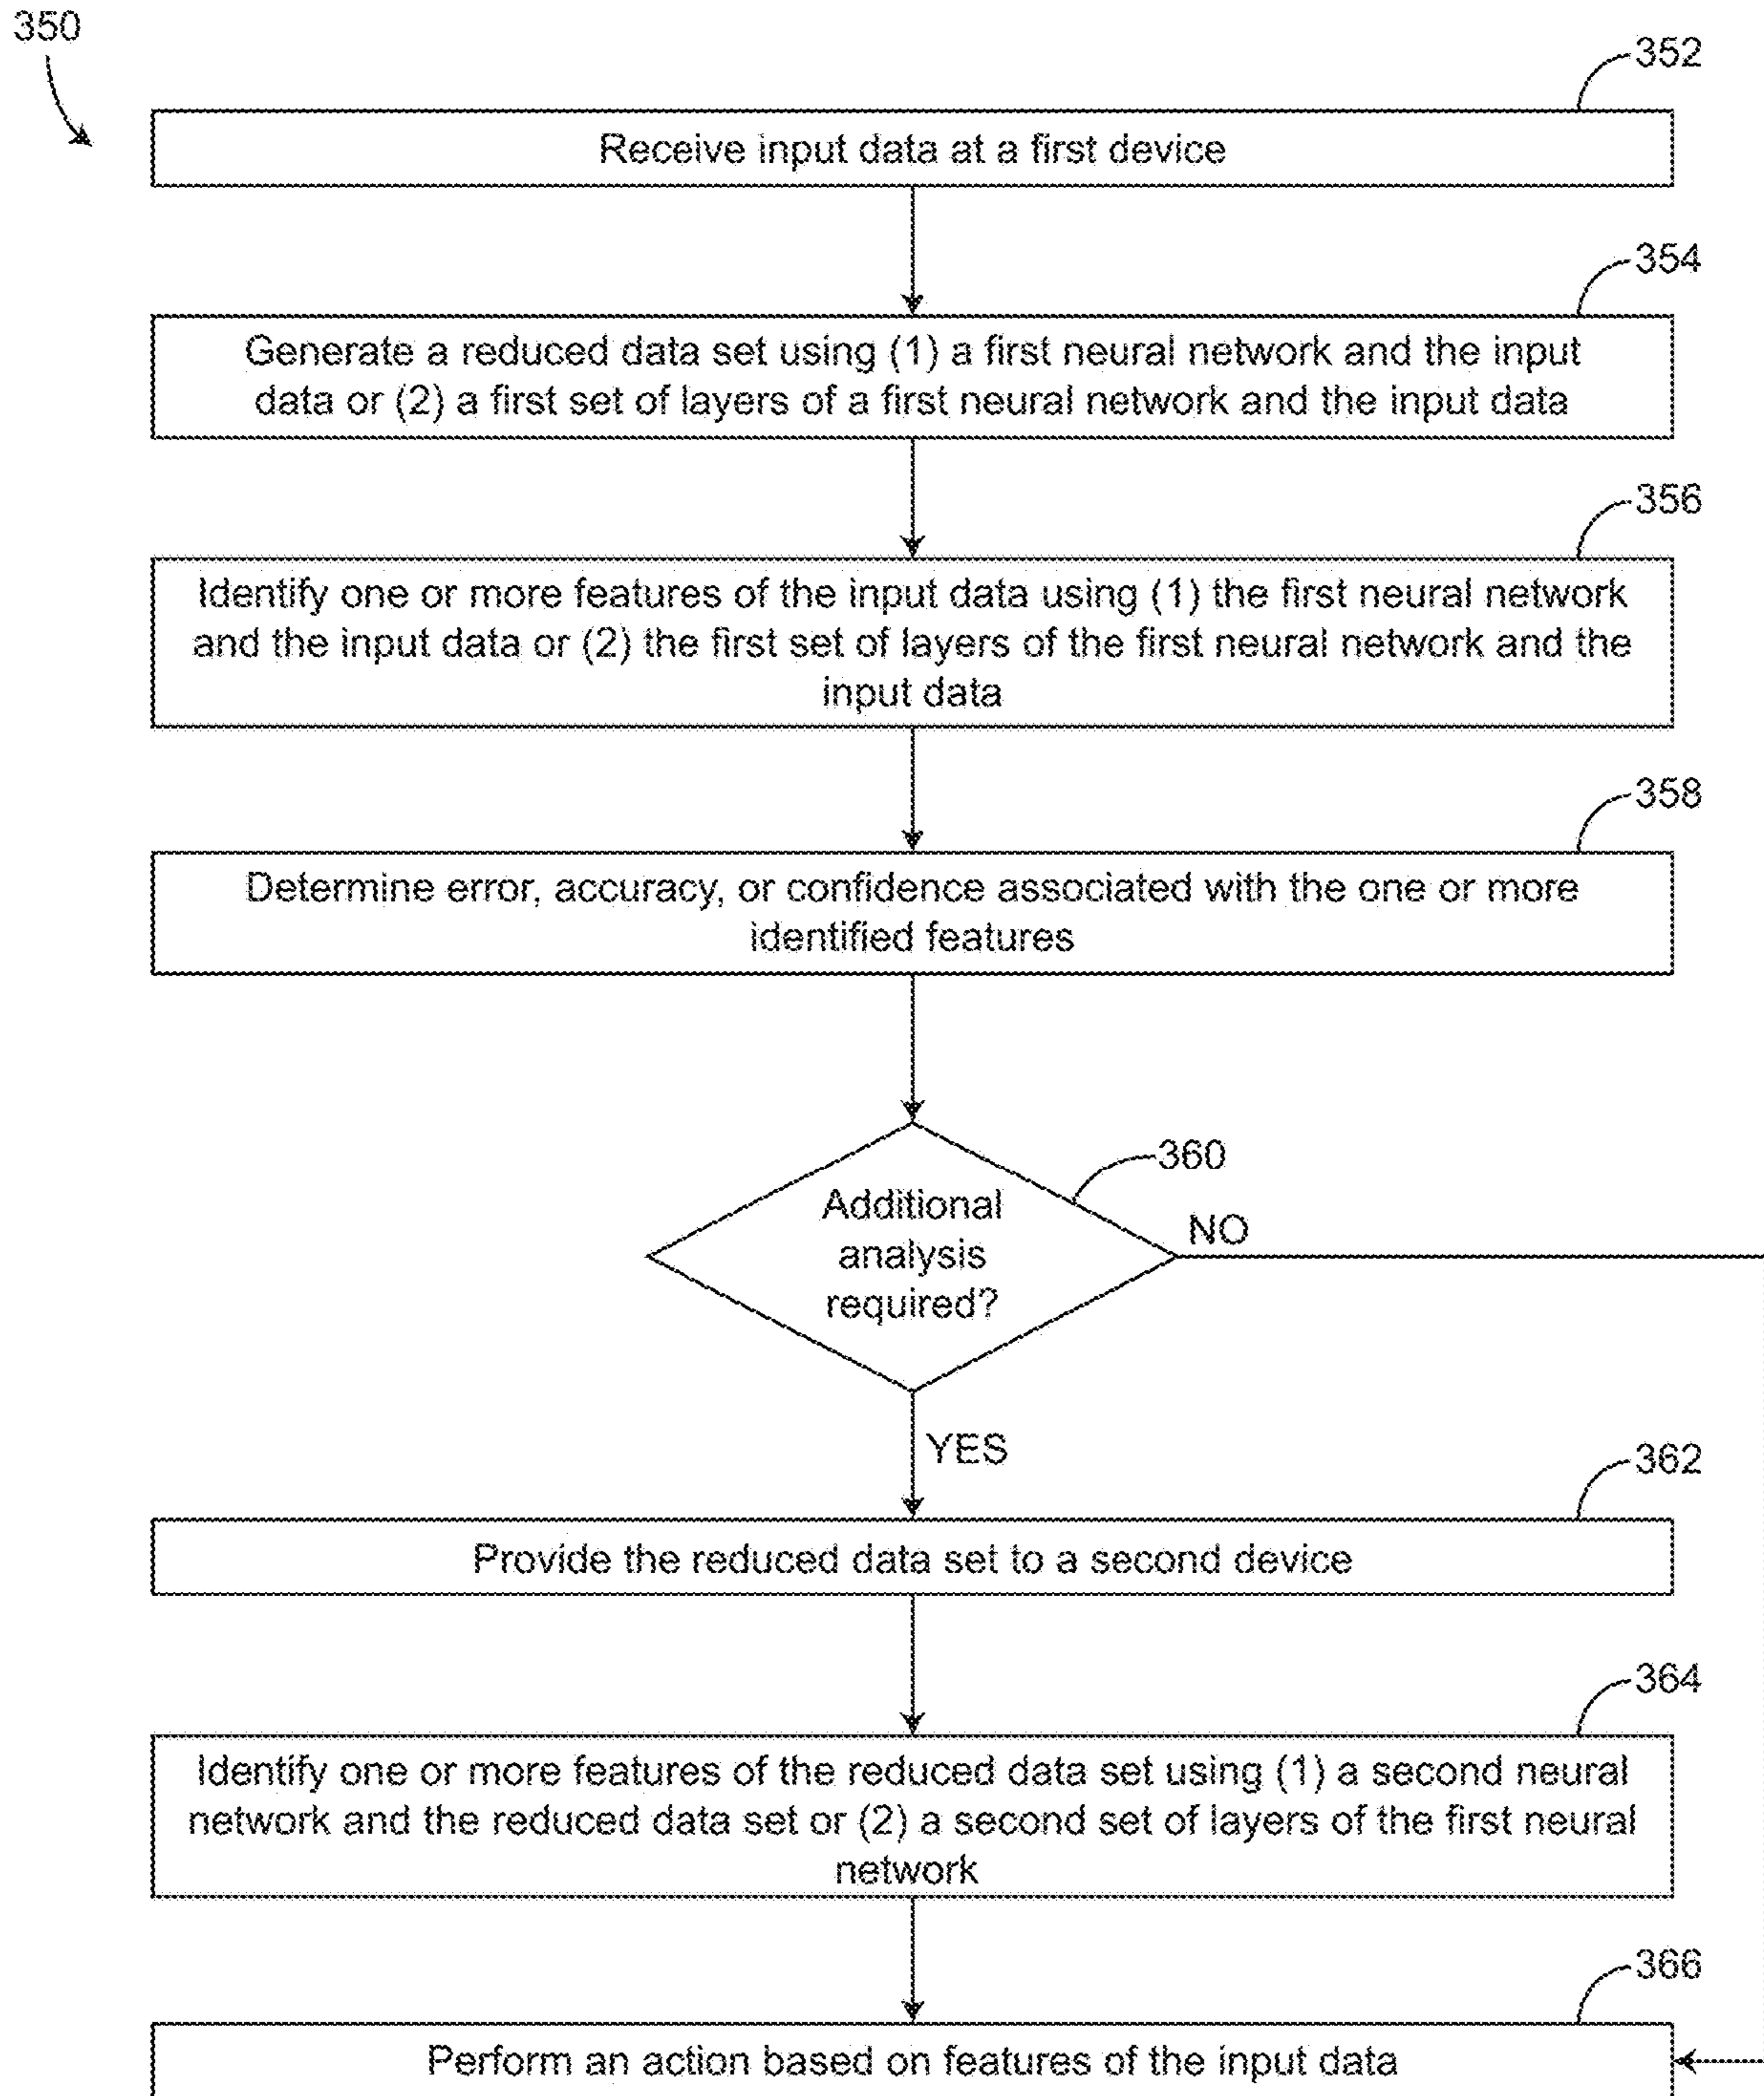 350
352
Receive input data at a first device
354
Generate a reduced data set using (1) a first neural network and the input
data or (2) a first set of layers of a first neural network and the input data
356
Identify one or more features of the input data using (1) the first neural network
and the input data or (2) the first set of layers of the first neural network and the
input data
358
Determine error, accuracy, or confidence associated with the one or more
identified features
360
Additional
analysis
required?
NO
YES
362
Provide the reduced data set to a second device
364
Identify one or more features of the reduced data set using (1) a second neural
network and the reduced data set or (2) a second set of layers of the first neural
network
366
Perform an action based on features of the input data